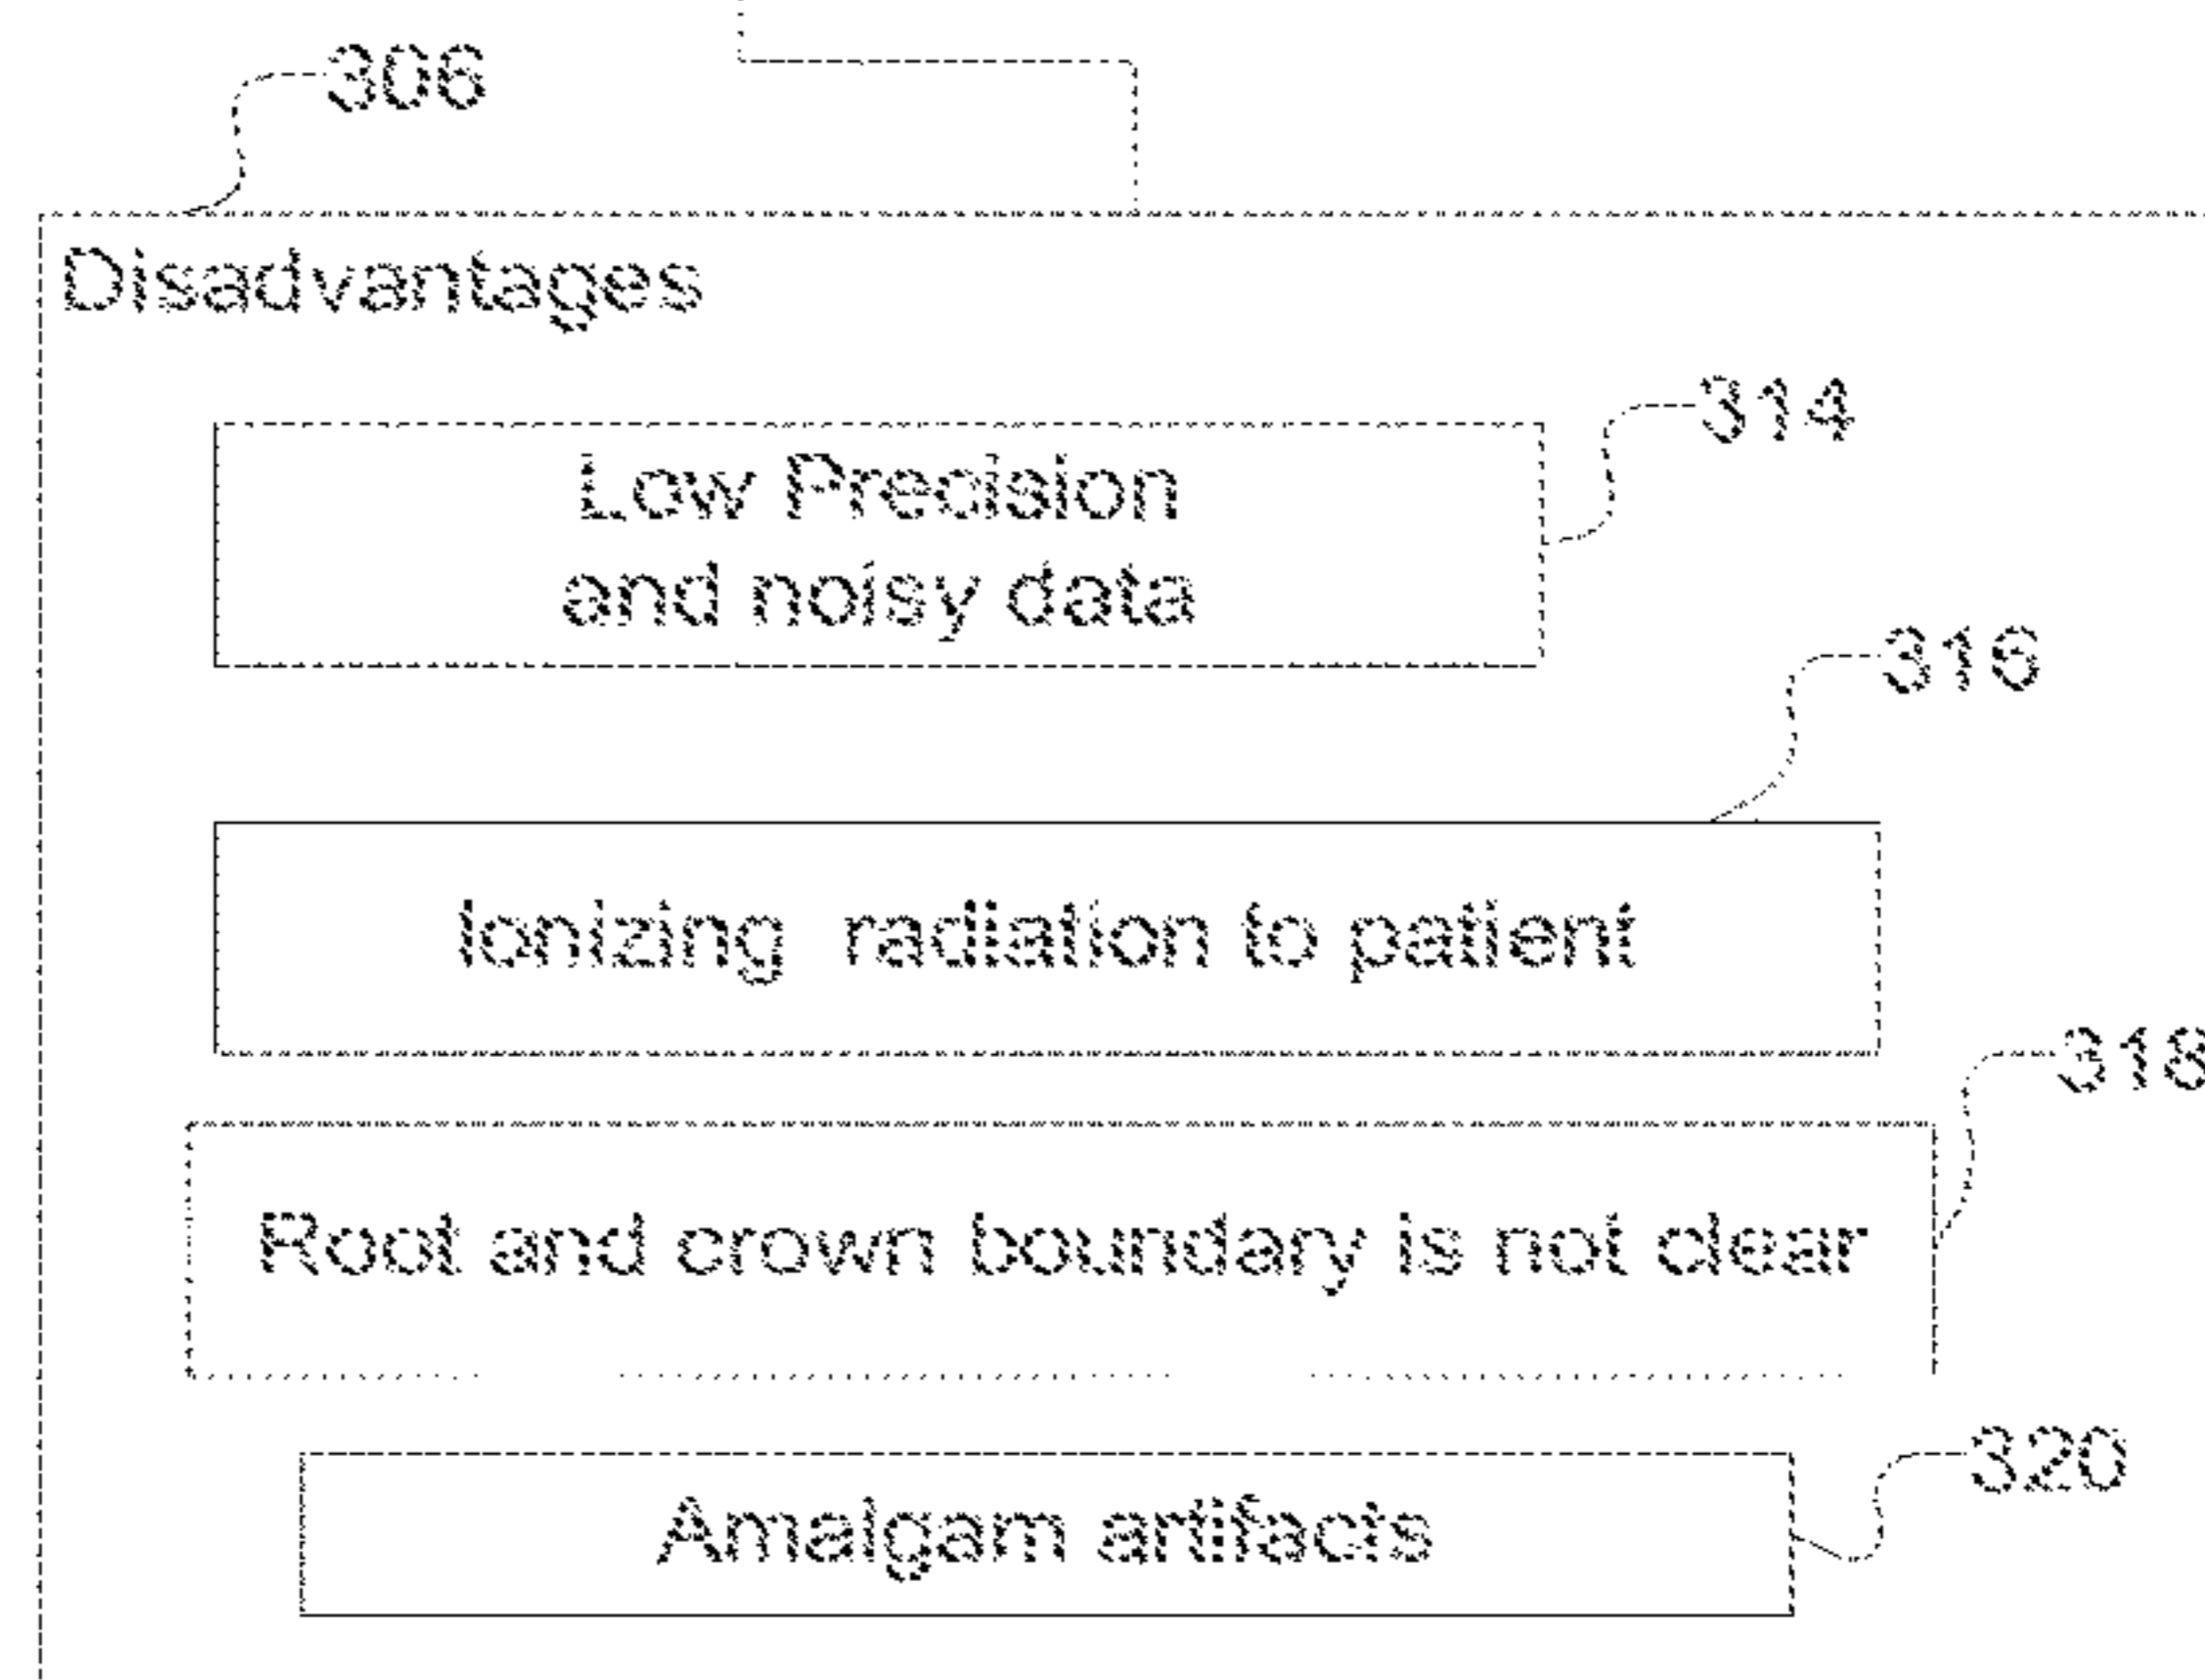 306
Disadvantages
314
Low Precision
and noisy data
316
Ionizing radiation to patient
318
Root and crown boundary is not clear
320
Amalgam artifacts